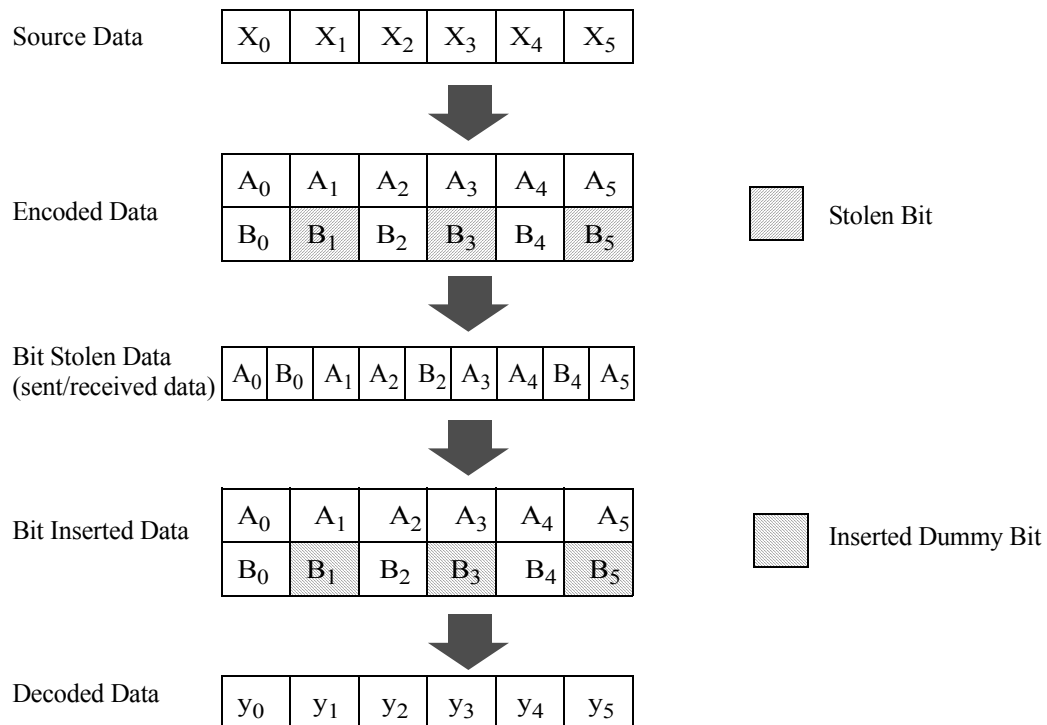 Source Data
X0 X1 X2 X3 X4 X5
Encoded Data
A0 A1 A2 A3 A4 A5
B0 B1 B2 B3 B4 B5
Stolen Bit
Bit Stolen Data
(sent/received data)
A0 B0 A1 A2 B2 A3 A4 B4 A5
Bit Inserted Data
A0 A1 A2 A3 A4 A5
B0 B1 B2 B3 B4 B5
Inserted Dummy Bit
Decoded Data
y0 y1 y2 y3 y4 y5